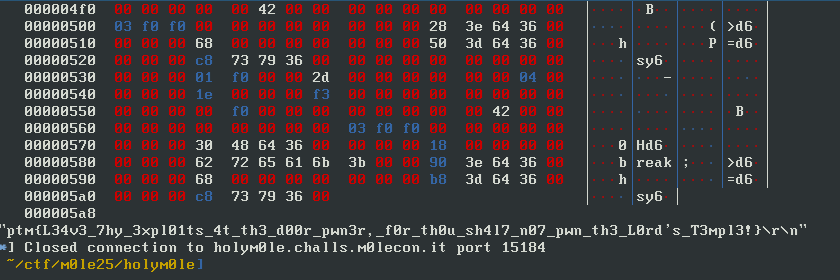 000004f0  00 00 00 00 00 42 00 00  00 00 00 00 00 00 00 00  B
00000500  03 f0 f0 00 00 00 00 00  00 00 00 28 3e 64 36 00  ( >d6
00000510  00 00 00 68 00 00 00 00  00 00 00 50 3d 64 36 00  h P =d6
00000520  00 00 00 c8 73 79 36 00  00 00 00 00 00 00 00 00  sy6
00000530  00 00 00 01 f0 00 00 2d  00 00 00 00 00 00 04 00  -
00000540  00 00 00 1e 00 00 00 f3  00 00 00 00 00 00 00 00
00000550  00 00 00 00 f0 00 00 00  00 00 00 00 00 42 00 00  B
00000560  00 00 00 00 00 00 00 00  03 f0 f0 00 00 00 00 00
00000570  00 00 00 30 48 64 36 00  00 00 00 18 00 00 00 00  0 Hd6
00000580  62 72 65 61 6b 3b 00 00  90 3e 64 36 00  b reak ; >d6
00000590  00 00 00 68 00 00 00 00  00 00 00 b8 3d 64 36 00  h =d6
000005a0  00 00 00 c8 73 79 36 00  sy6
000005a8
"ptm{L34v3_7hy_3xpl01ts_4t_th3_d00r_pwn3r,_f0r_th0u_sh4l7_n07_pwn_th3_L0rd's_T3mpl3!}\r\n"
*] Closed connection to holym0le.challs.m0lecon.it port 15184
~/ctf/m0le25/holym0le]